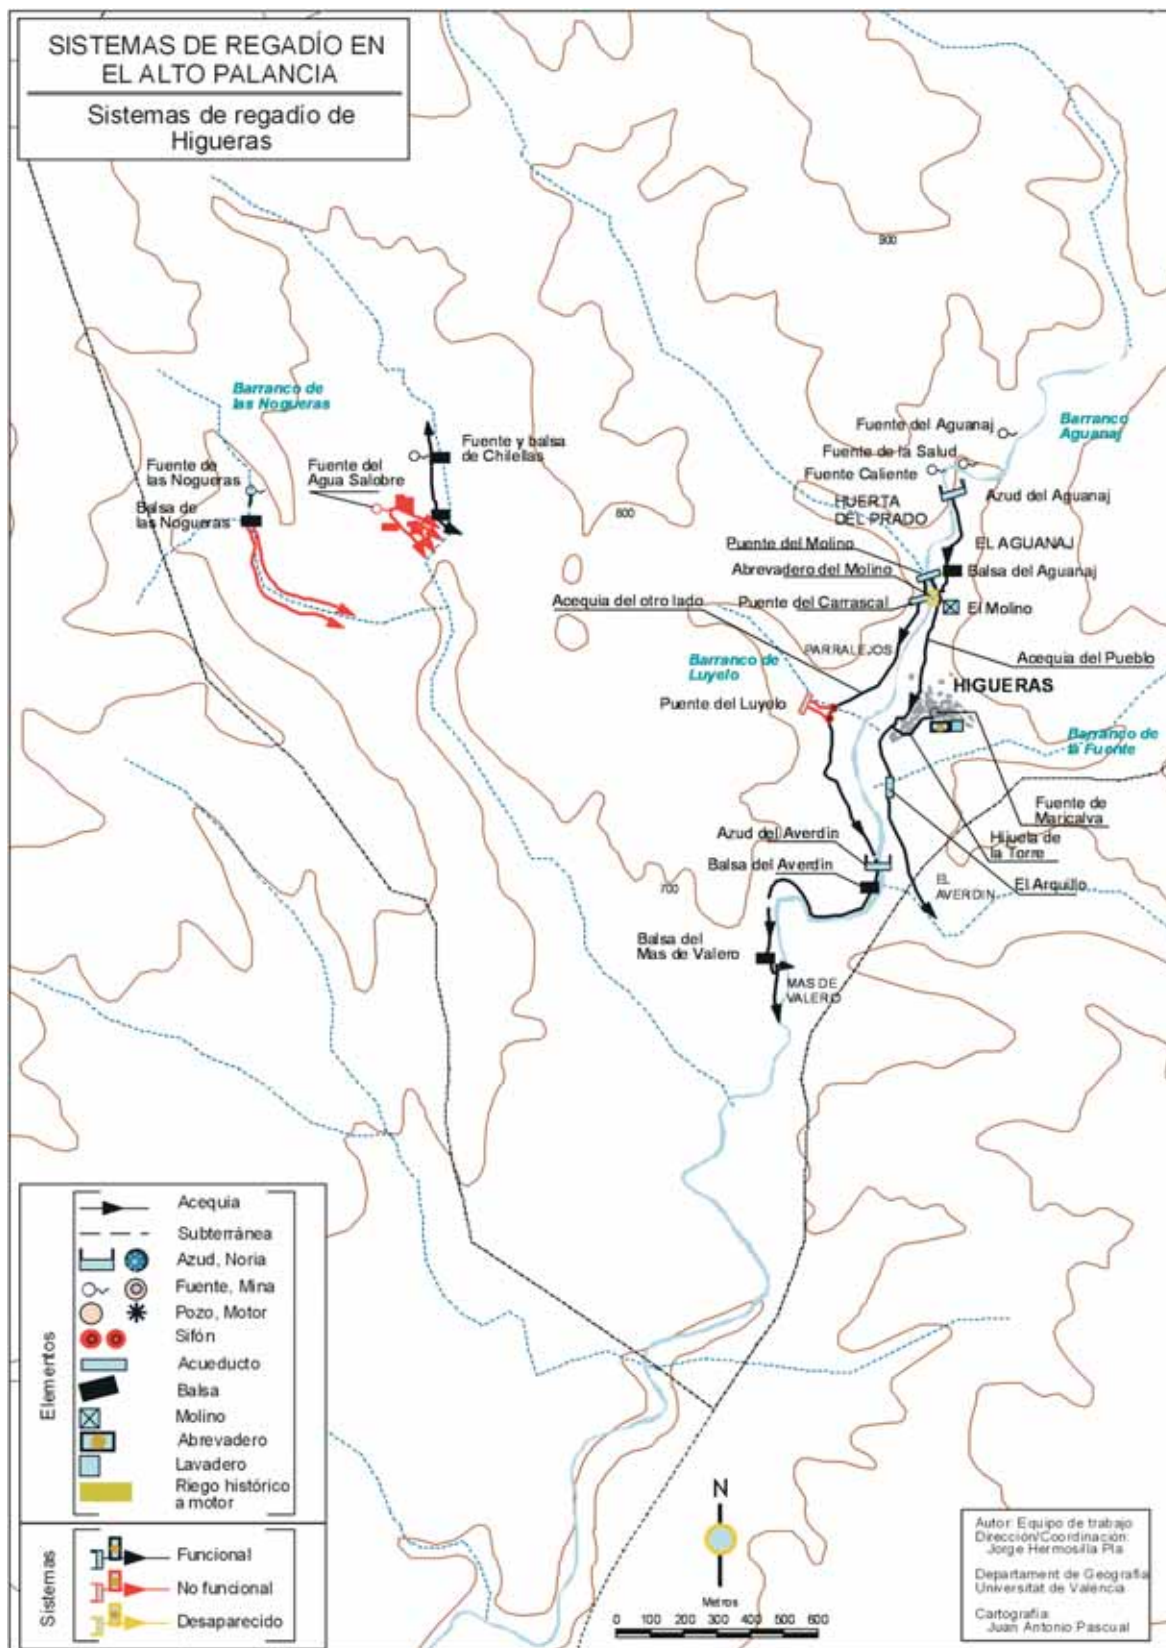 SISTEMAS DE REGADÍO EN
EL ALTO PALANCIA
Sistemas de regadío de
Higueras
900
Barranco de
las Nogueras
Fuente del Aguanaj
Barranco
Aguanaj
Fuente de la Salud
Fuente Caliente
Fuente y balsa
de Chilellas
Fuente de
las Nogueras
Fuente del
Agua Salobre
Balsa de
las Nogueras
800
HUERTA
DEL PRADO
Azud del Aguanaj
Puente del Molino
EL AGUANAJ
Abrevadero del Molino
Balsa del Aguanaj
Acequia del otro lado
Puente del Carrascal
El Molino
PARRALEJOS
Acequia del Pueblo
Barranco de
Luyelo
HIGUERAS
Puente del Luyelo
Barranco de
la Fuente
Fuente de
Maricalva
Azud del Averdin
Hijuela de
la Torre
Balsa del Averdin
700
EL
AVERDIN
El Arquillo
Balsa del
Mas de Valero
MAS DE
VALERO
Elementos
Acequia
Subterránea
Azud, Noria
Fuente, Mina
Pozo, Motor
Sifón
Acueducto
Balsa
Molino
Abrevadero
Lavadero
Riego histórico
a motor
Sistemas
Funcional
No funcional
Desaparecido
N
Metros
0 100 200 300 400 500 600
Autor: Equipo de trabajo
Dirección/Coordinación:
Jorge Hermosilla Pla
Departament de Geografia
Universitat de València
Cartografía:
Juan Antonio Pascual